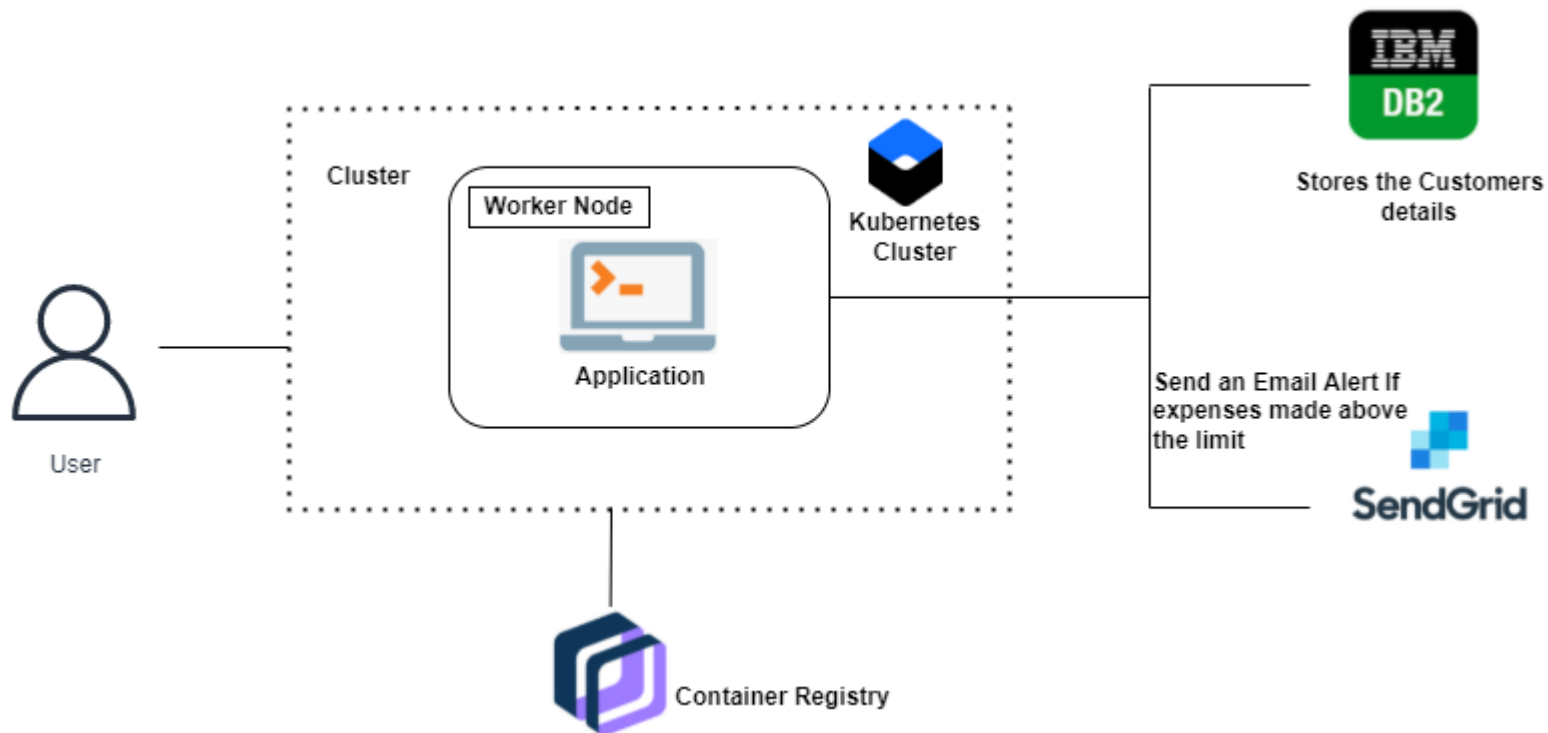 IBM
DB2
Stores the Customers
details
Cluster
Worker Node
Kubernetes
Cluster
Application
User
Send an Email Alert If
expenses made above
the limit
SendGrid
Container Registry